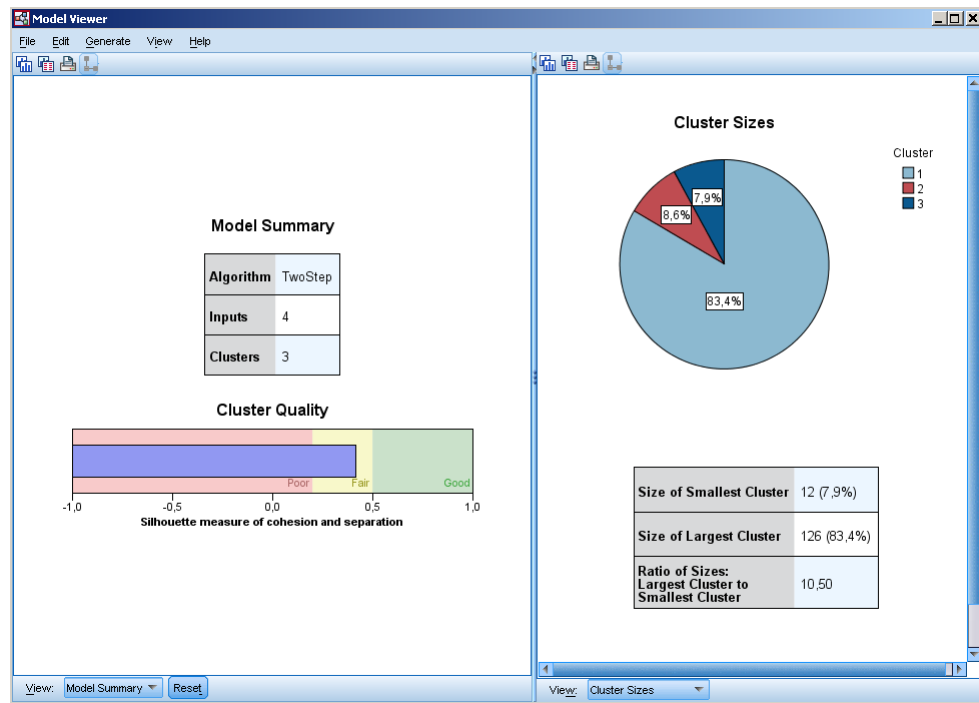 Model Viewer
File Edit Generate View Help
Model Summary
Algorithm TwoStep
Inputs 4
Clusters 3
Cluster Quality
Poor Fair Good
-1,0 -0,5 0,0 0,5 1,0
Silhouette measure of cohesion and separation
View: Model Summary Reset
Cluster Sizes
Cluster
1
2
3
7,9%
8,6%
83,4%
Size of Smallest Cluster 12 (7,9%)
Size of Largest Cluster 126 (83,4%)
Ratio of Sizes:
Largest Cluster to
Smallest Cluster 10,50
View: Cluster Sizes